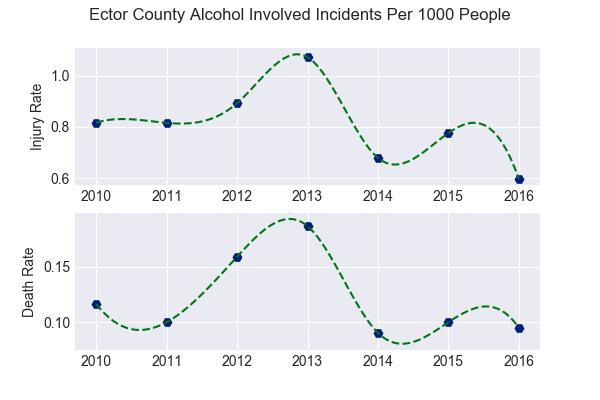 Ector County Alcohol Involved Incidents Per 1000 People
Injury Rate
1.0
0.8
0.6
2010 2011 2012 2013 2014 2015 2016
Death Rate
0.15
0.10
2010 2011 2012 2013 2014 2015 2016